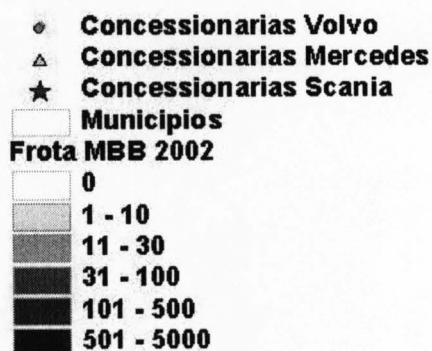 Concessionarias Volvo
Concessionarias Mercedes
Concessionarias Scania
Municipios
Frota MBB 2002
0
1 - 10
11 - 30
31 - 100
101 - 500
501 - 5000